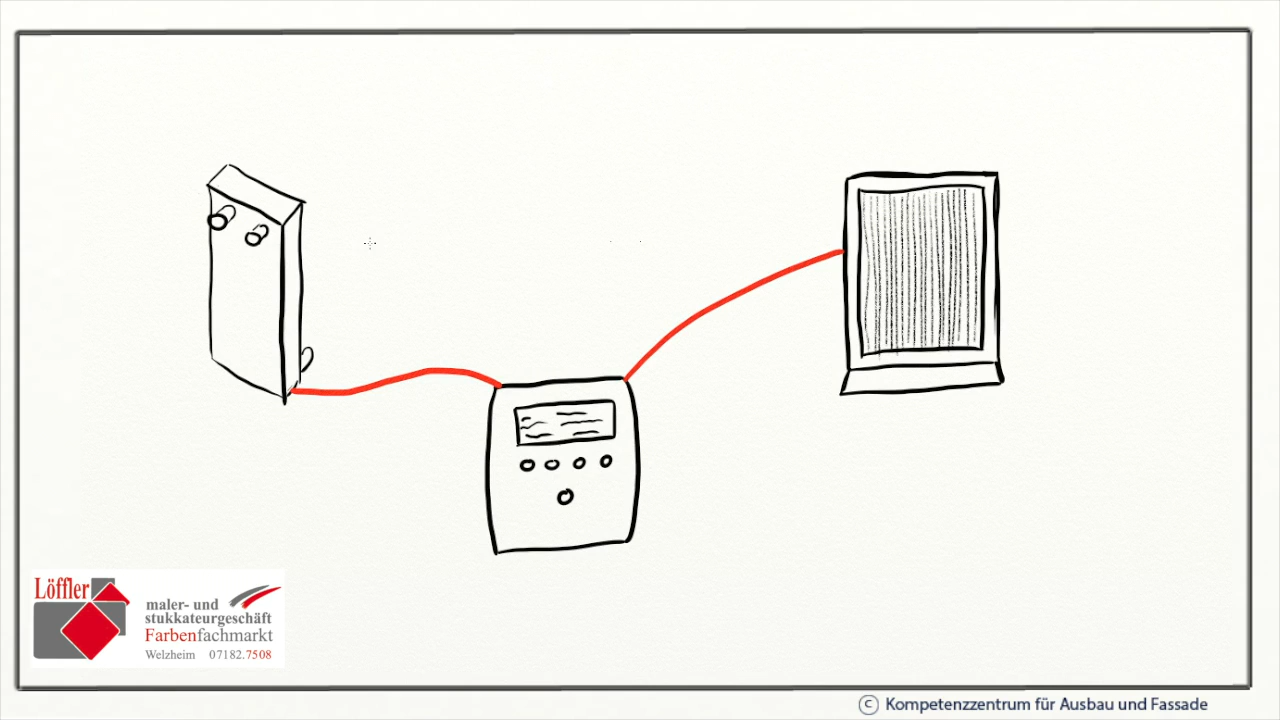 Löffler
maler- und
stukkateurgeschäft
Farbenfachmarkt
Welzheim 07182.7508
© Kompetenzzentrum für Ausbau und Fassade